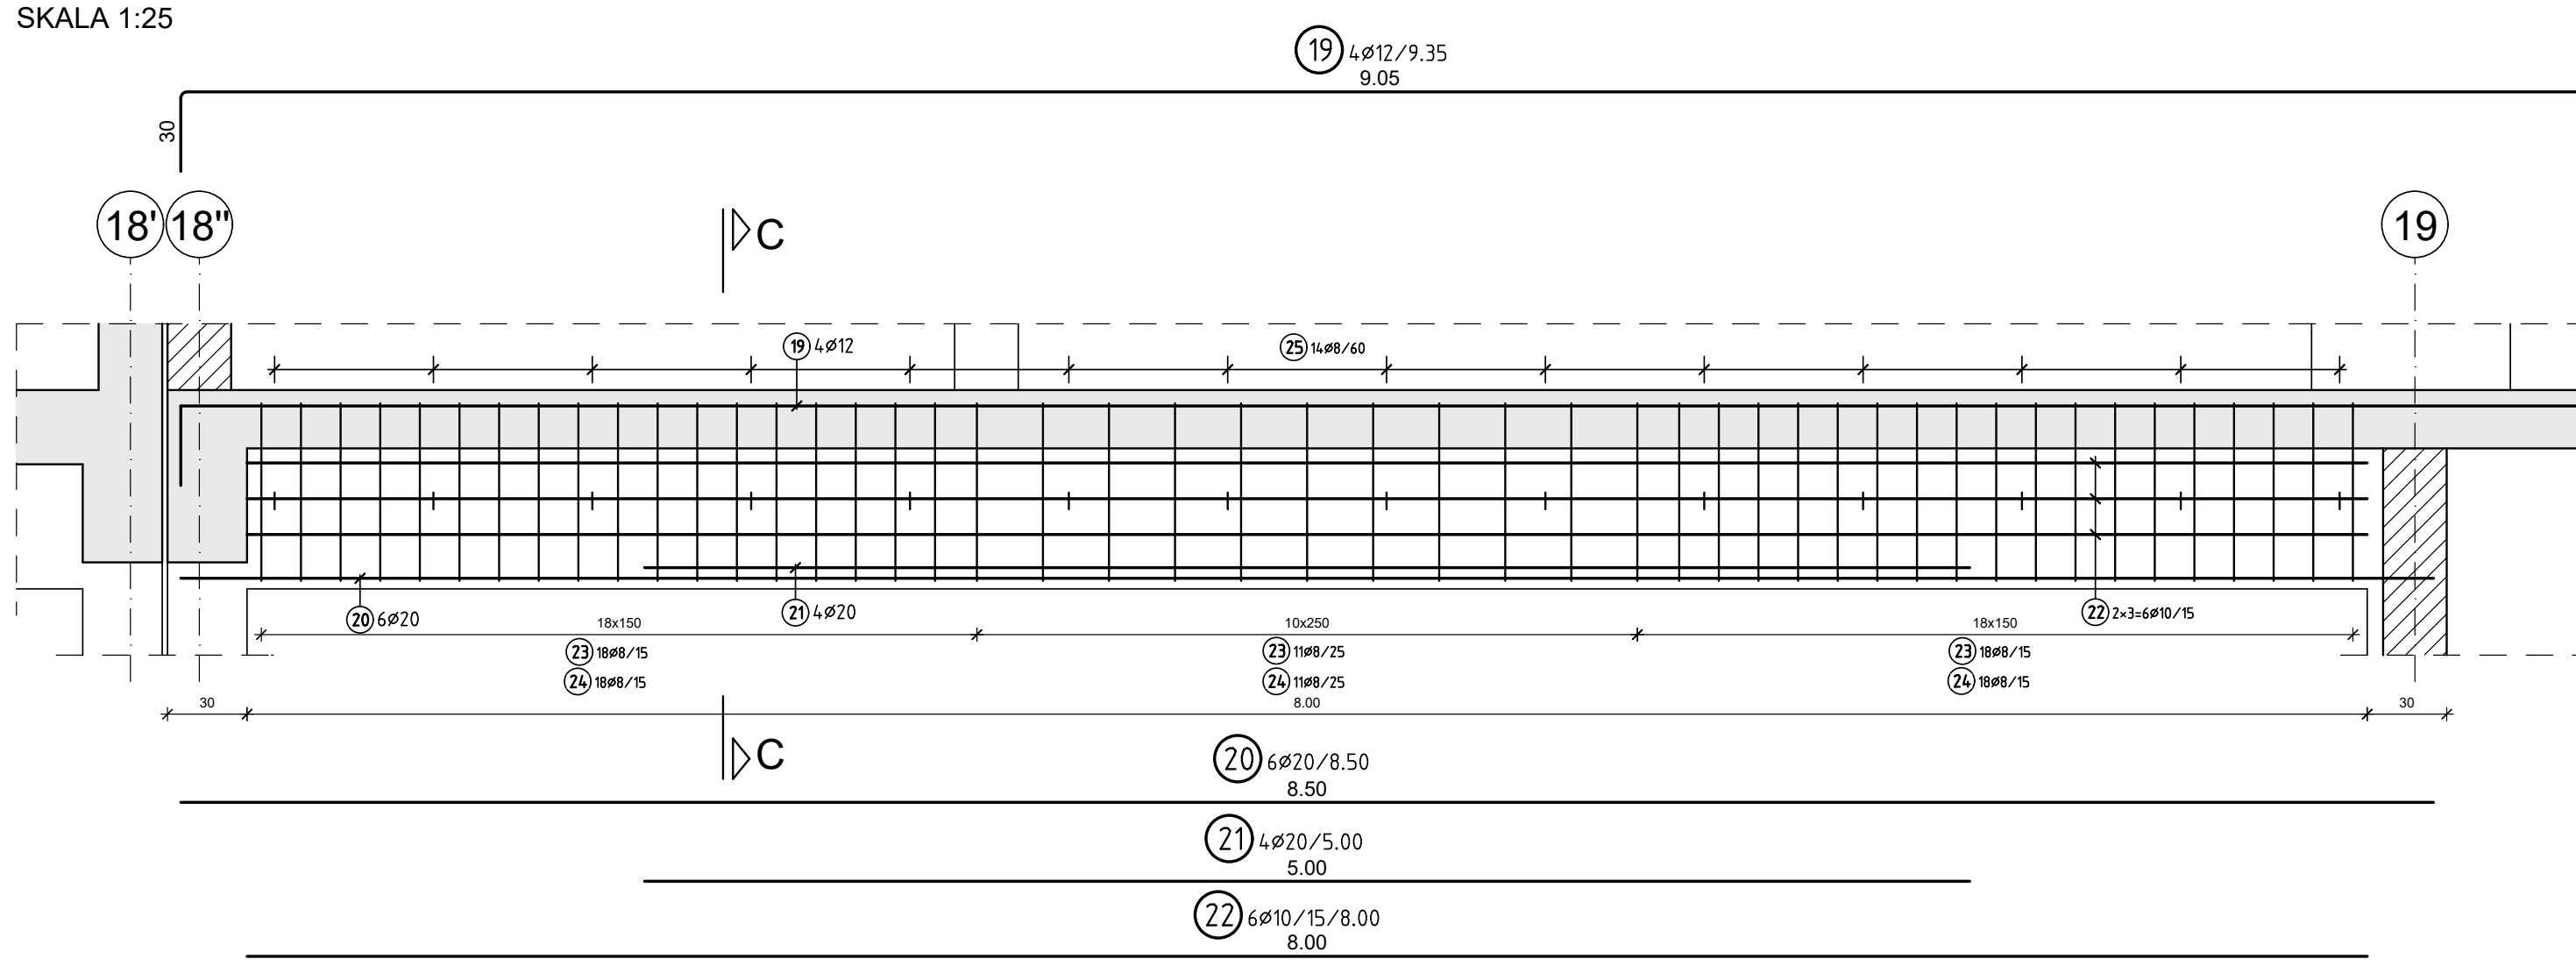 SKALA 1:25
19 4ø12/9.35
9.05
30
18' 18" C 19
19 4ø12
25 14ø8/60
20 6ø20
21 4ø20
22 2×3=6ø10/15
18x150 10x250 18x150
23 18ø8/15 23 11ø8/25 23 18ø8/15
24 18ø8/15 24 11ø8/25 24 18ø8/15
30 8.00 30
C
20 6ø20/8.50
8.50
21 4ø20/5.00
5.00
22 6ø10/15/8.00
8.00